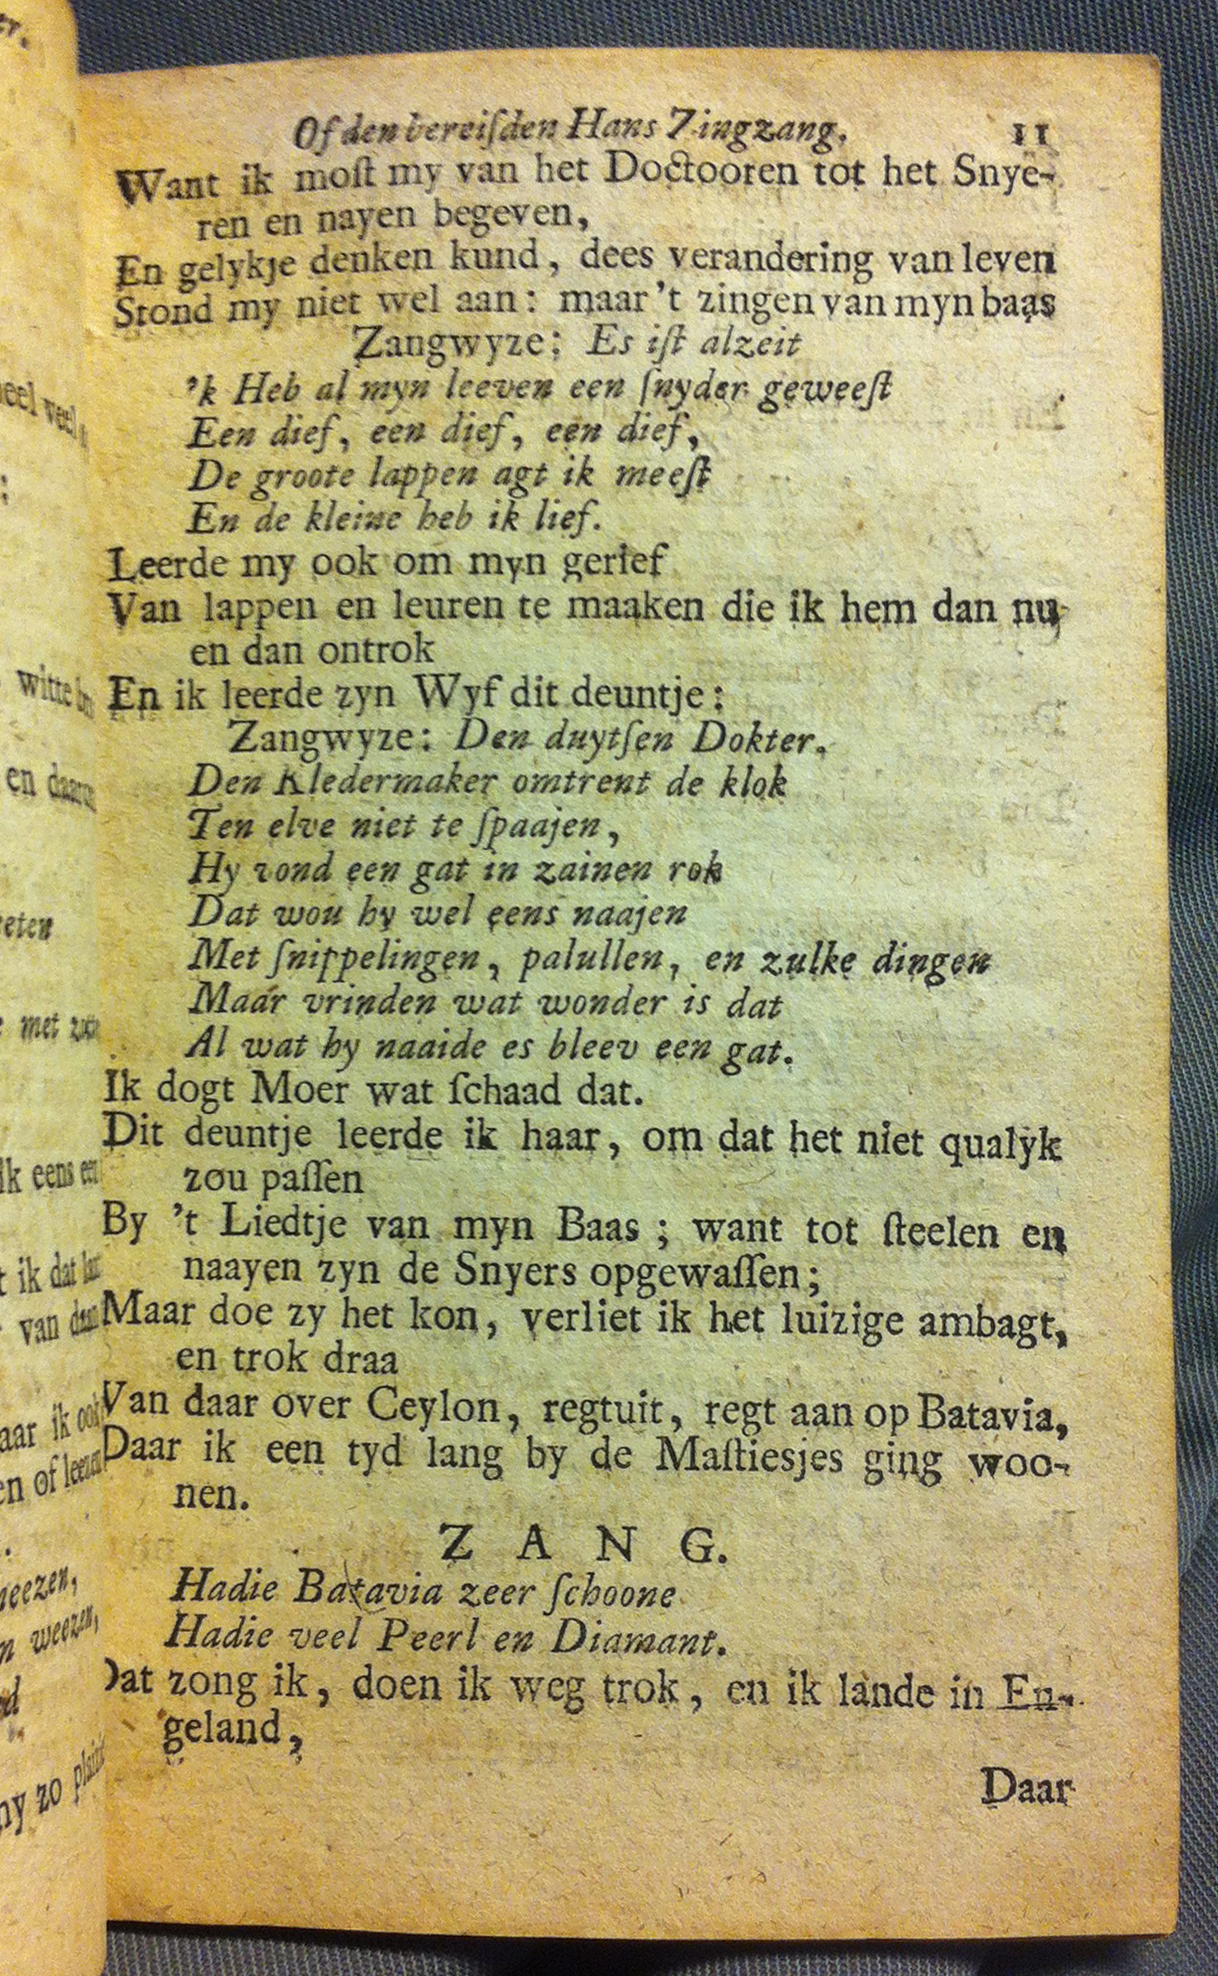 Of den bereiſden Hans Zingzang. 11
Want ik moſt my van het Doctooren tot het Snye-
ren en nayen begeven,
En gelykje denken kund, dees verandering van leven
Stond my niet wel aan: maar 't zingen van myn baas
Zangwyze: Es iſt alzeit
'k Heb al myn leeven een ſnyder geweeſt
Een dief, een dief, een dief,
De groote lappen agt ik meeſt
En de kleine heb ik lief.
Leerde my ook om myn gerief
Van lappen en leuren te maaken die ik hem dan nu
en dan ontrok
En ik leerde zyn Wyf dit deuntje:
Zangwyze: Den duytſen Dokter.
Den Kledermaker omtrent de klok
Ten elve niet te ſpaajen,
Hy vond een gat in zainen rok
Dat wou hy wel eens naajen
Met ſnippelingen, palullen, en zulke dingen
Maar vrinden wat wonder is dat
Al wat hy naaide es bleev een gat.
Ik dogt Moer wat ſchaad dat.
Dit deuntje leerde ik haar, om dat het niet qualyk
zou paſſen
By 't Liedtje van myn Baas; want tot ſteelen en
naayen zyn de Snyers opgewaſſen;
Maar doe zy het kon, verliet ik het luizige ambagt,
en trok draa
Van daar over Ceylon, regtuit, regt aan op Batavia,
Daar ik een tyd lang by de Maſtiesjes ging woo-
nen.
Z A N G.
Hadie Batavia zeer ſchoone
Hadie veel Peerl en Diamant.
Dat zong ik, doen ik weg trok, en ik lande in En-
geland,
Daar